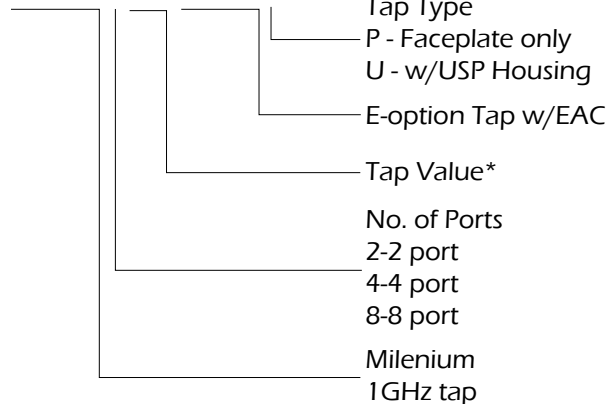 Tap Type
P - Faceplate only
U - w/USP Housing
E-option Tap w/EAC
Tap Value*
No. of Ports
2-2 port
4-4 port
8-8 port
Milenium
1GHz tap